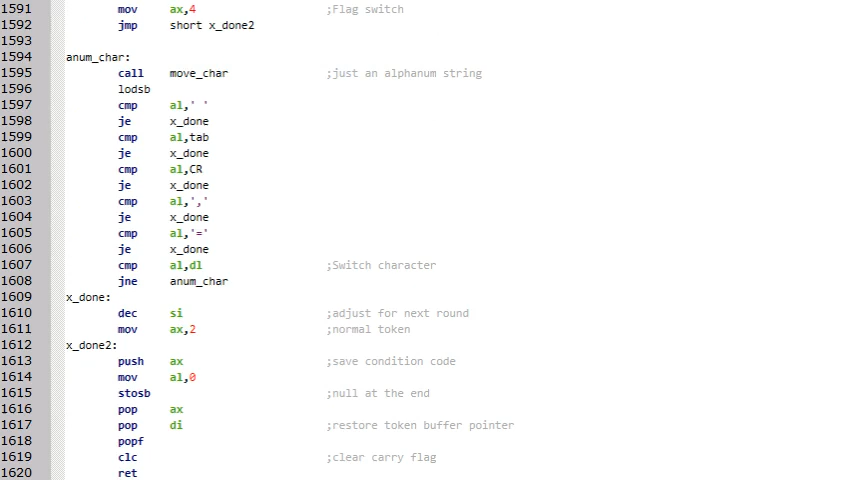 1591 mov ax,4 ;Flag switch
1592 jmp short x_done2
1593
1594 anum_char:
1595 call move_char ;just an alphanum string
1596 lodsb
1597 cmp al,' '
1598 je x_done
1599 cmp al,tab
1600 je x_done
1601 cmp al,CR
1602 je x_done
1603 cmp al,','
1604 je x_done
1605 cmp al,'='
1606 je x_done
1607 cmp al,dl ;Switch character
1608 jne anum_char
1609 x_done:
1610 dec si ;adjust for next round
1611 mov ax,2 ;normal token
1612 x_done2:
1613 push ax ;save condition code
1614 mov al,0
1615 stosb ;null at the end
1616 pop ax
1617 pop di ;restore token buffer pointer
1618 popf
1619 clc ;clear carry flag
1620 ret